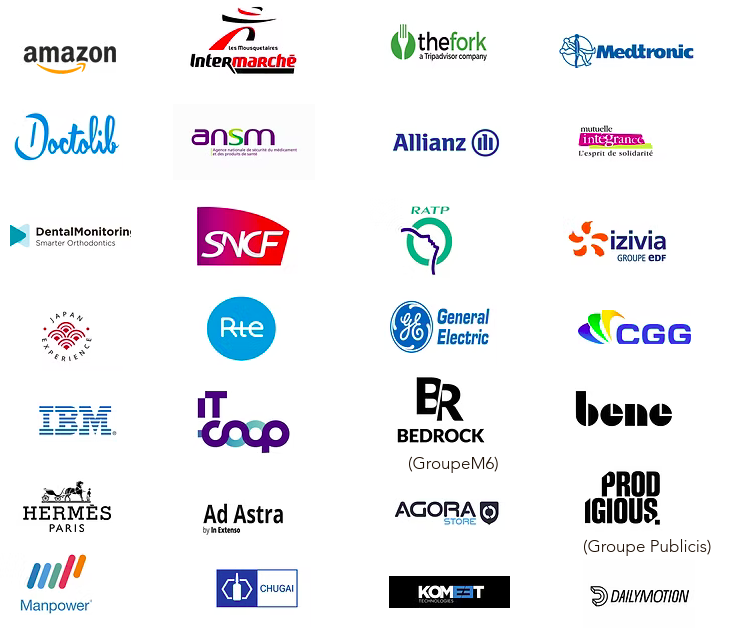 amazon
les Mousquetaires
Intermarché
thefork
a Tripadvisor company
Medtronic
Doctolib
ansm
Agence nationale de sécurité du médicament
et des produits de santé
Allianz
mutuelle
intégrance
L'esprit de solidarité
DentalMonitoring
Smarter Orthodontics
SNCF
RATP
izivia
GROUPE eDF
JAPAN
EXPERIENCE
Rte
GE
General
Electric
CGG
IBM®
IT
coop
BR
BEDROCK
(GroupeM6)
bene
HERMÈS
PARIS
Ad Astra
by In Extenso
AGORA
STORE
PROD
IGIOUS.
(Groupe Publicis)
Manpower®
CHUGAI
KOMEET
TECHNOLOGIES
DAILYMOTION